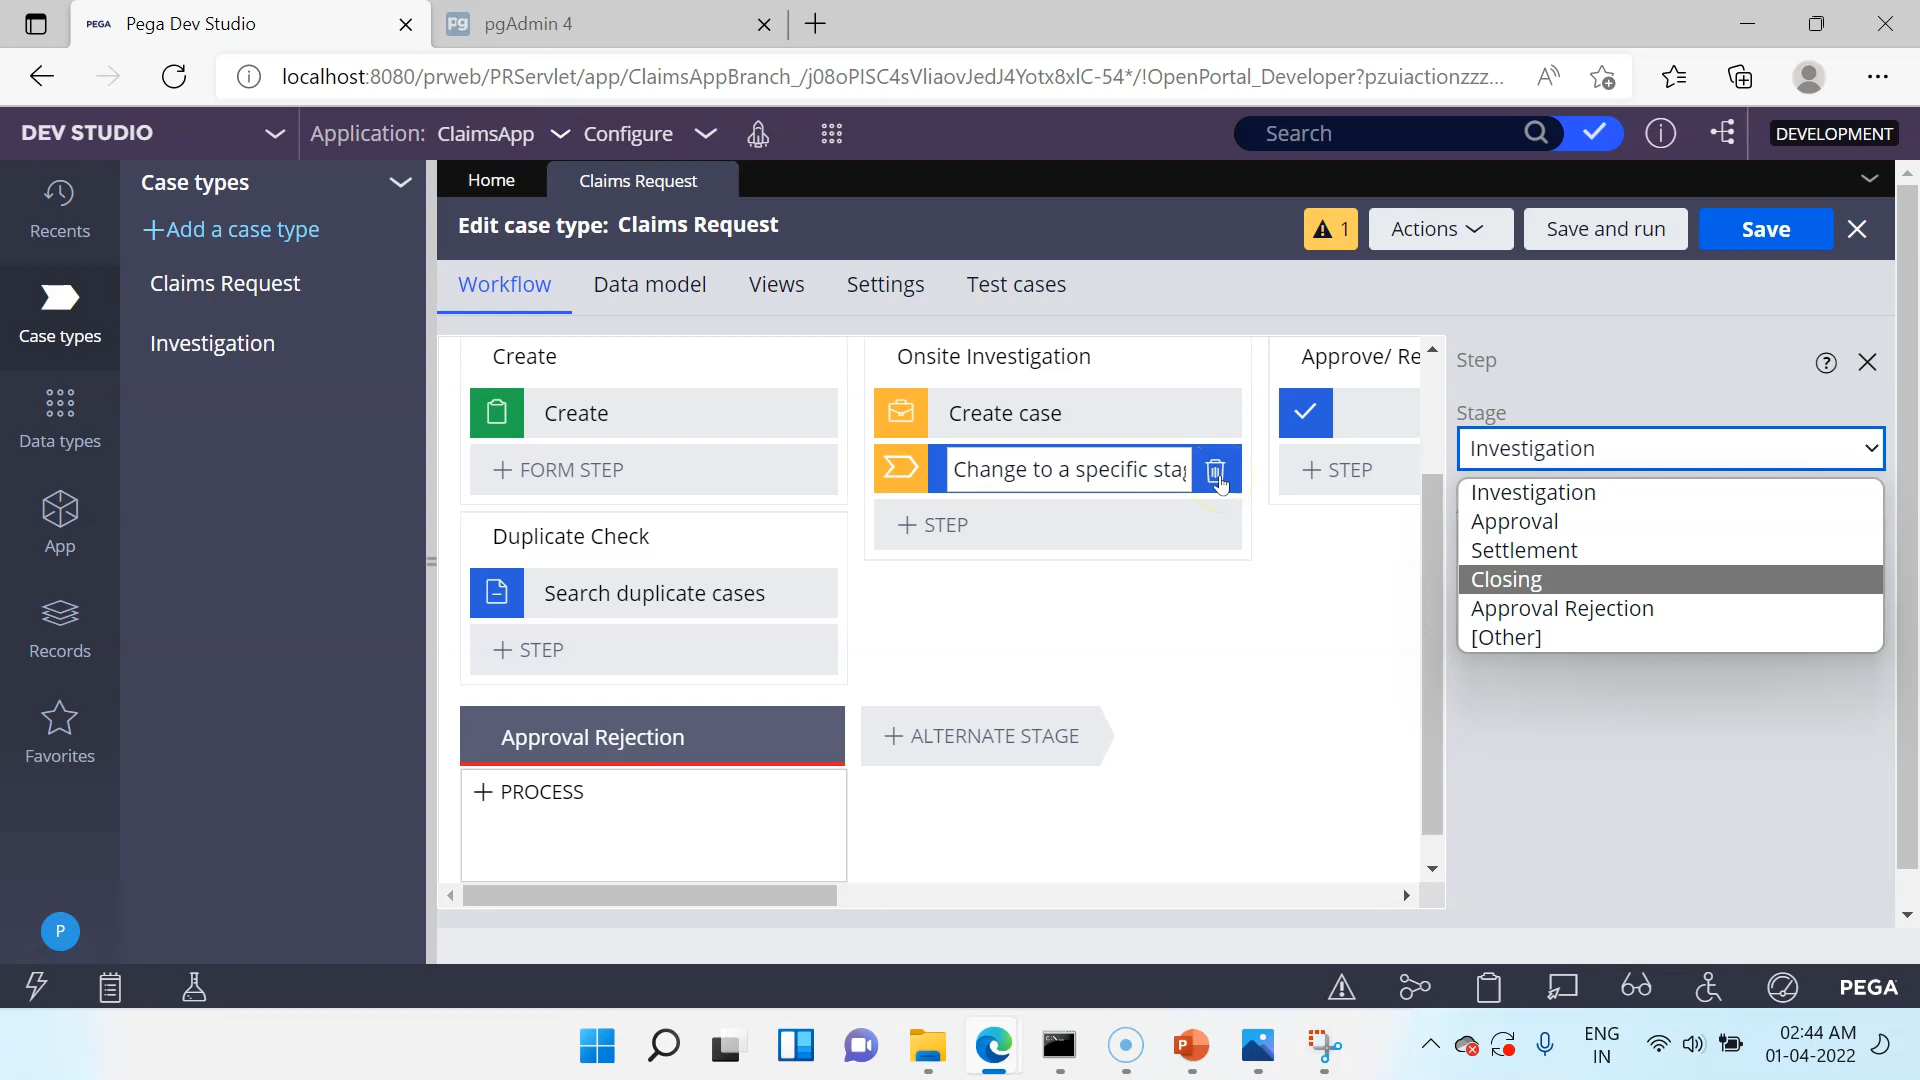 PEGA Pega Dev Studio
pg pgAdmin 4
localhost:8080/prweb/PRServlet/app/ClaimsAppBranch_/j08oPISC4sVliaovJedJ4Yotx8xlC-54*/!OpenPortal_Developer?pzuiactionzzz...
DEV STUDIO
Application: ClaimsApp
Configure
Search
DEVELOPMENT
Recents
Case types
Data types
App
Records
Favorites
P
Case types
Add a case type
Claims Request
Investigation
Home
Claims Request
Edit case type: Claims Request
1
Actions
Save and run
Save
Workflow
Data model
Views
Settings
Test cases
Create
Create
+ FORM STEP
Duplicate Check
Search duplicate cases
+ STEP
Onsite Investigation
Create case
Change to a specific stag
+ STEP
Approve/ Re
+ STEP
Approval Rejection
+ PROCESS
+ ALTERNATE STAGE
Step
Stage
Investigation
Investigation
Approval
Settlement
Closing
Approval Rejection
[Other]
PEGA
ENG
IN
02:44 AM
01-04-2022